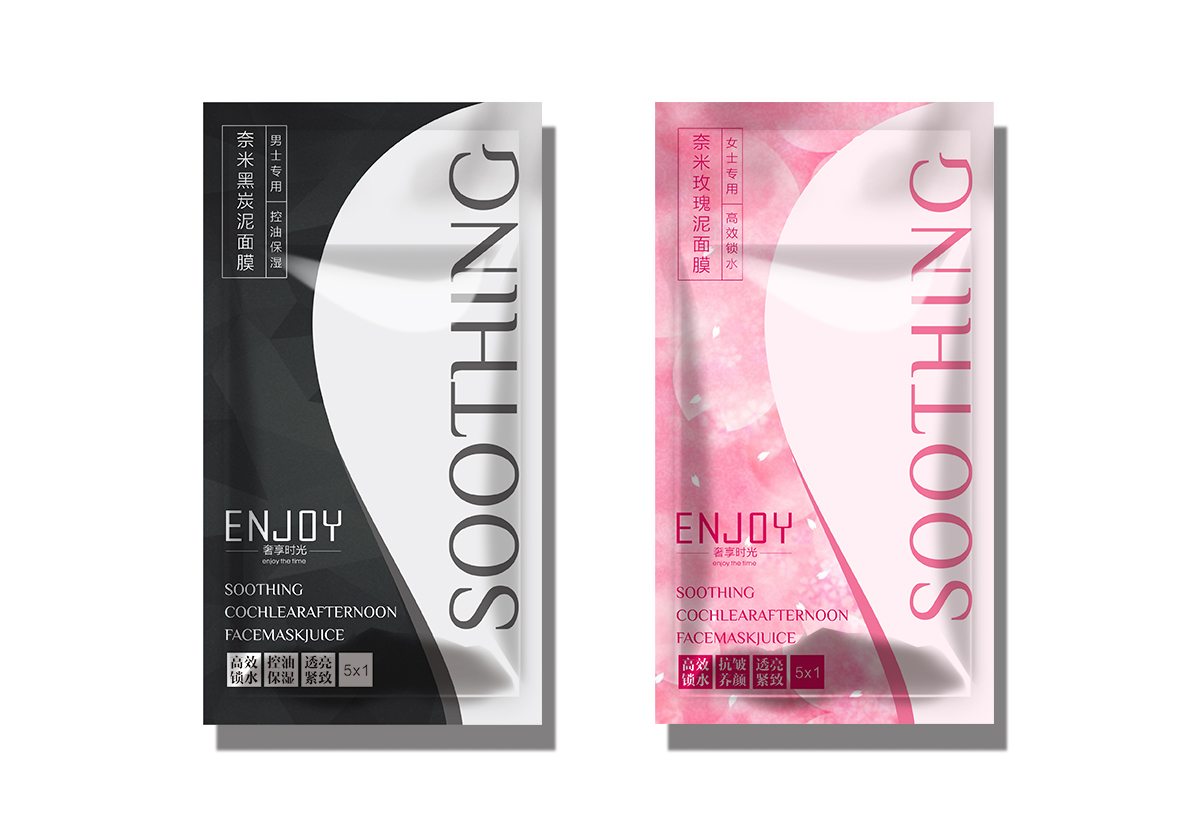 奈米黑炭泥面膜
男士专用
控油保湿
SOOTHING
ENJOY
奢享时光
enjoy the time
SOOTHING
COCHLEARAFTERNOON
FACEMASKJUICE
高效锁水
控油保湿
透亮紧致
5x1
奈米玫瑰泥面膜
女士专用
高效锁水
SOOTHING
ENJOY
奢享时光
enjoy the time
SOOTHING
COCHLEARAFTERNOON
FACEMASKJUICE
高效锁水
抗皱养颜
透亮紧致
5x1